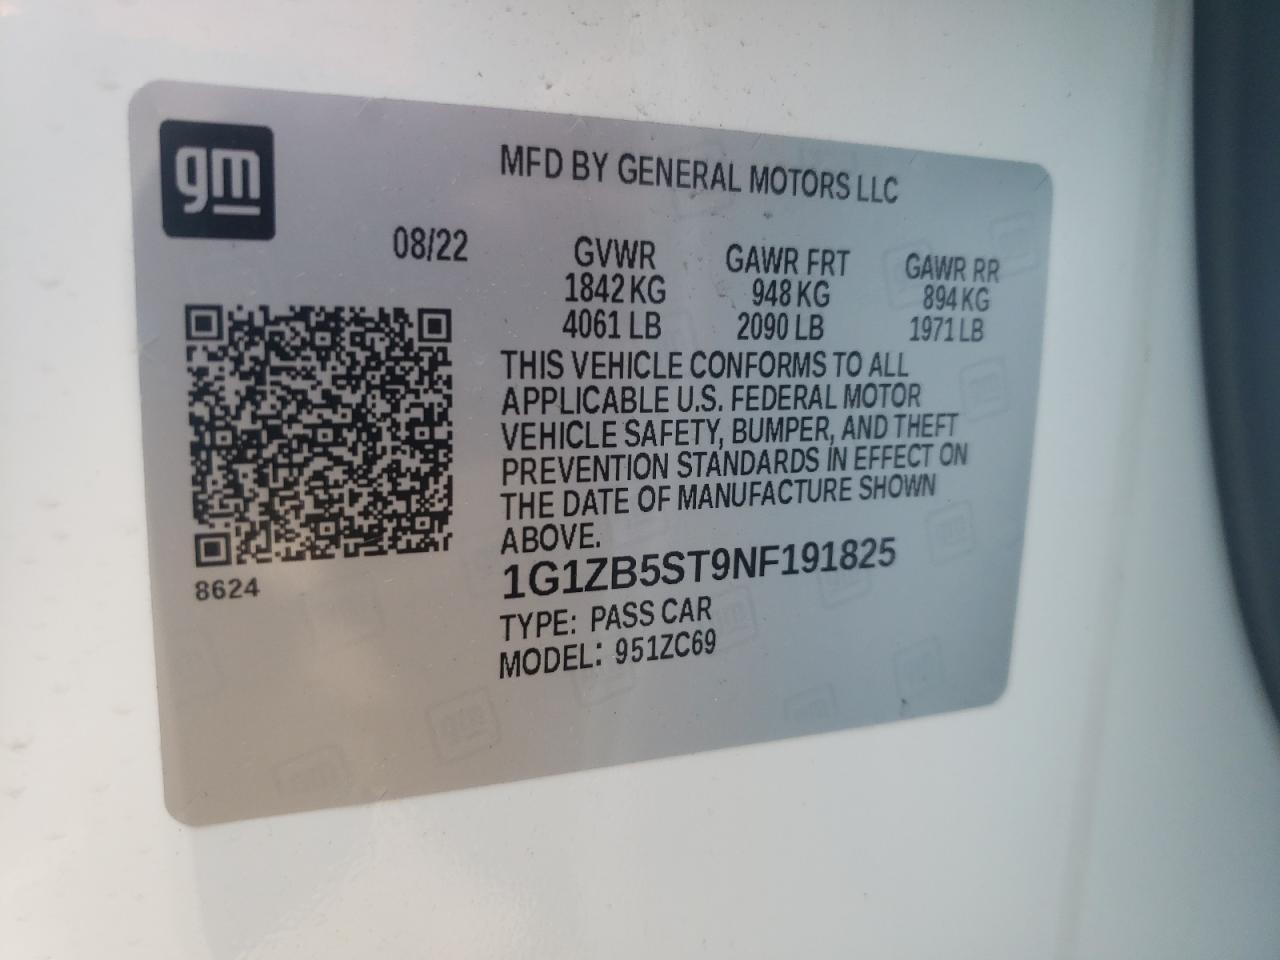 gm
MFD BY GENERAL MOTORS LLC
08/22
GVWR GAWR FRT GAWR RR
1842 KG 948 KG 894 KG
4061 LB 2090 LB 1971 LB
THIS VEHICLE CONFORMS TO ALL
APPLICABLE U.S. FEDERAL MOTOR
VEHICLE SAFETY, BUMPER, AND THEFT
PREVENTION STANDARDS IN EFFECT ON
THE DATE OF MANUFACTURE SHOWN
ABOVE.
8624
1G1ZB5ST9NF191825
TYPE: PASS CAR
MODEL: 951ZC69